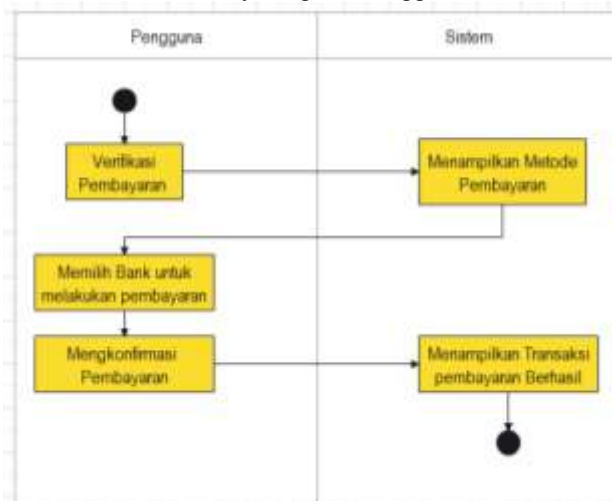 Pengguna
Sistem
Verifikasi
Pembayaran
Menampilkan Metode
Pembayaran
Memilih Bank untuk
melakukan pembayaran
Mengkonfirmasi
Pembayaran
Menampilkan Transaksi
pembayaran Berhasil